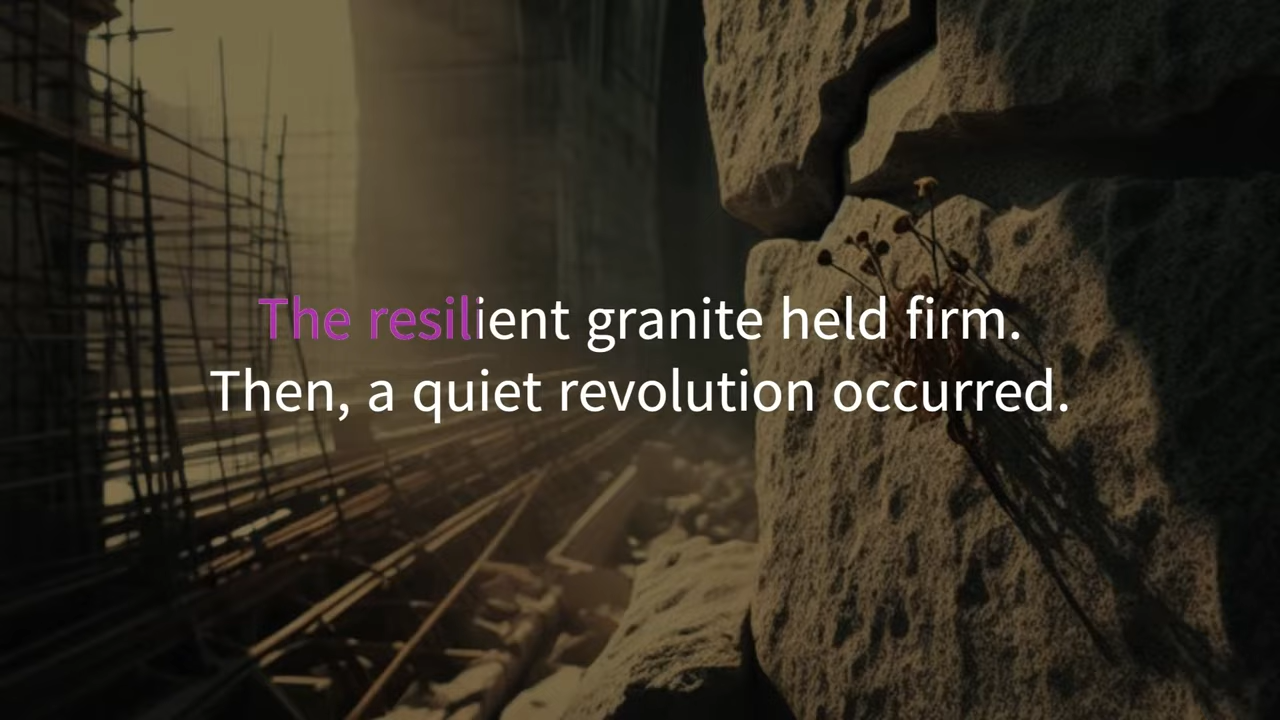 The resilient granite held firm.
Then, a quiet revolution occurred.